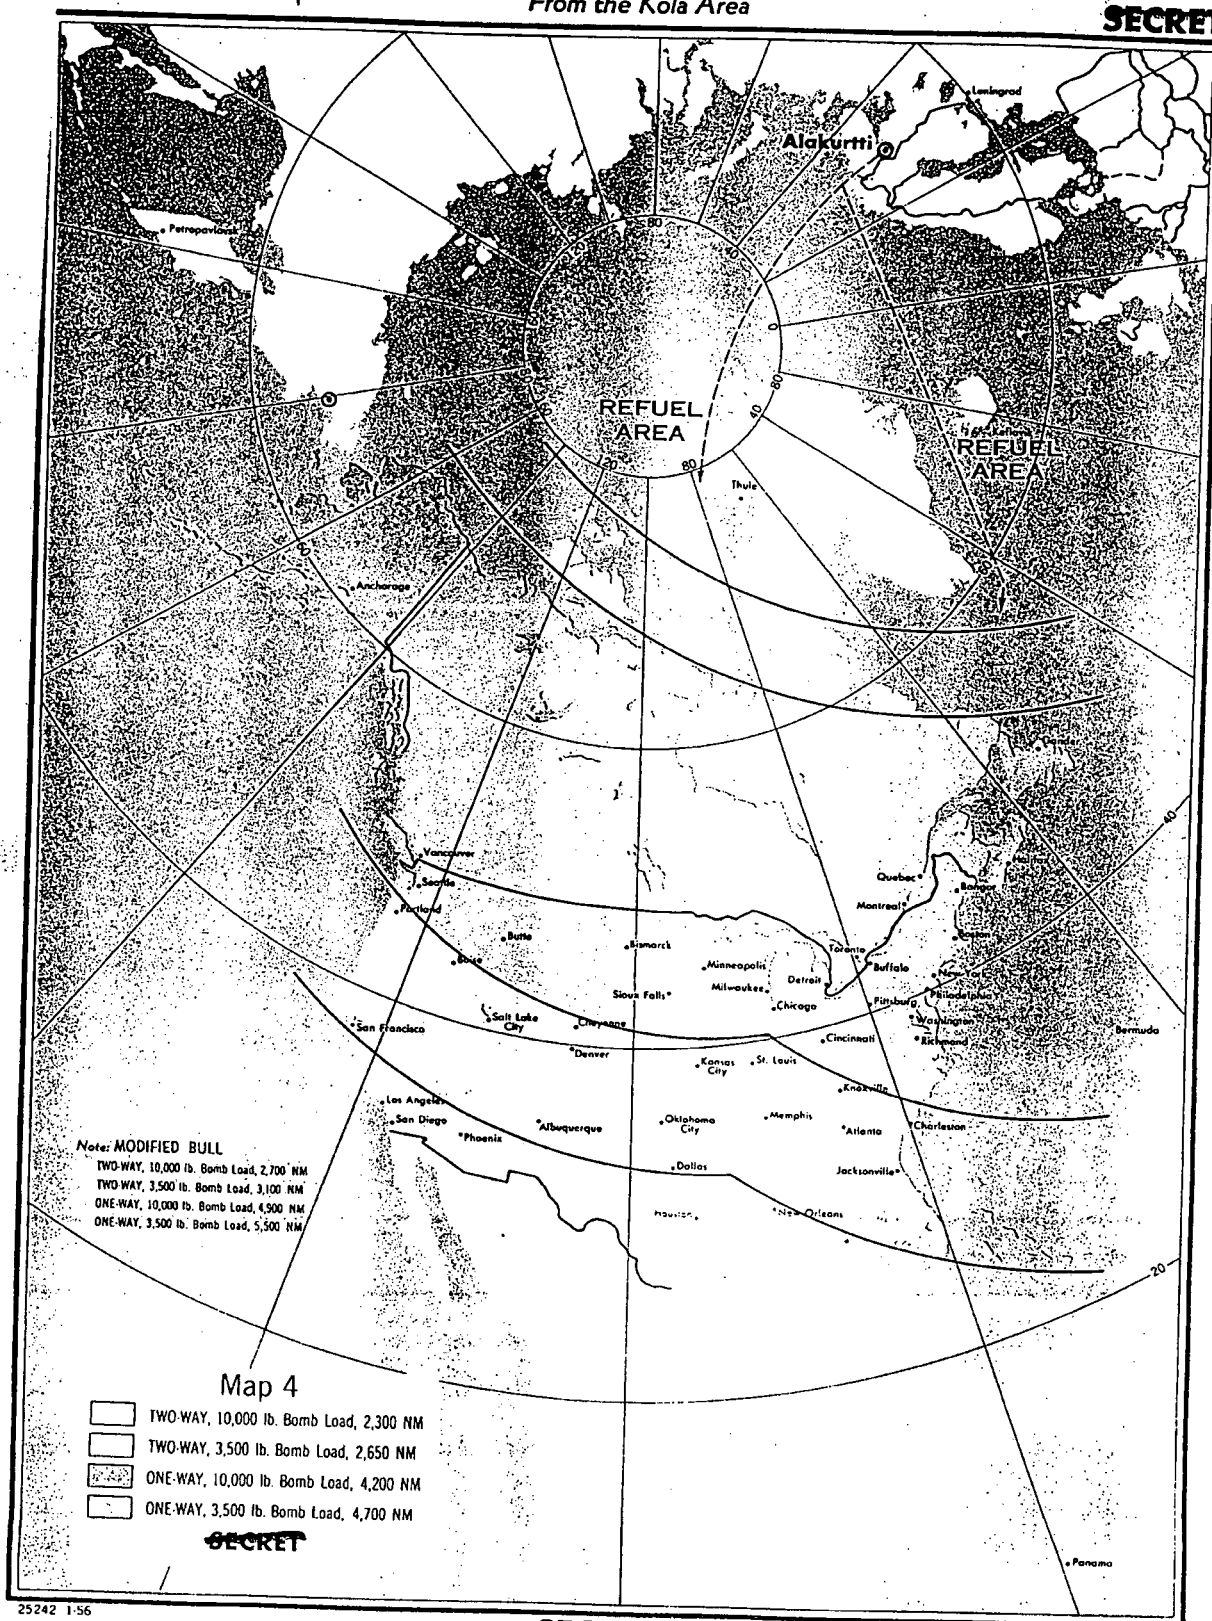 From the Kola Area
SECRET
Leningrad
Alakurtti
Petropavlovsk
80
0
80
40
REFUEL
AREA
REFUEL
AREA
20
80
Thule
Anchorage
40
Vancouver
Seattle
Portland
Quebec
Halifax
Bangor
Montreal
Butte
Bismarck
Boston
Toronto
Boise
Minneapolis
Buffalo
New York
Detroit
Milwaukee
Sioux Falls
Chicago
Pittsburg
Philadelphia
Salt Lake
City
Cheyenne
Washington
San Francisco
Bermuda
Cincinnati
Richmond
Denver
Kansas
City
St. Louis
Knoxville
Los Angeles
San Diego
Albuquerque
Oklahoma
City
Memphis
Atlanta
Charleston
Phoenix
Dallas
Jacksonville
Houston
New Orleans
Note: MODIFIED BULL
TWO-WAY, 10,000 lb. Bomb Load, 2,700 NM
TWO-WAY, 3,500 lb. Bomb Load, 3,100 NM
ONE-WAY, 10,000 lb. Bomb Load, 4,900 NM
ONE-WAY, 3,500 lb. Bomb Load, 5,500 NM
20
Map 4
TWO-WAY, 10,000 lb. Bomb Load, 2,300 NM
TWO-WAY, 3,500 lb. Bomb Load, 2,650 NM
ONE-WAY, 10,000 lb. Bomb Load, 4,200 NM
ONE-WAY, 3,500 lb. Bomb Load, 4,700 NM
SECRET
Panama
25242 1-56